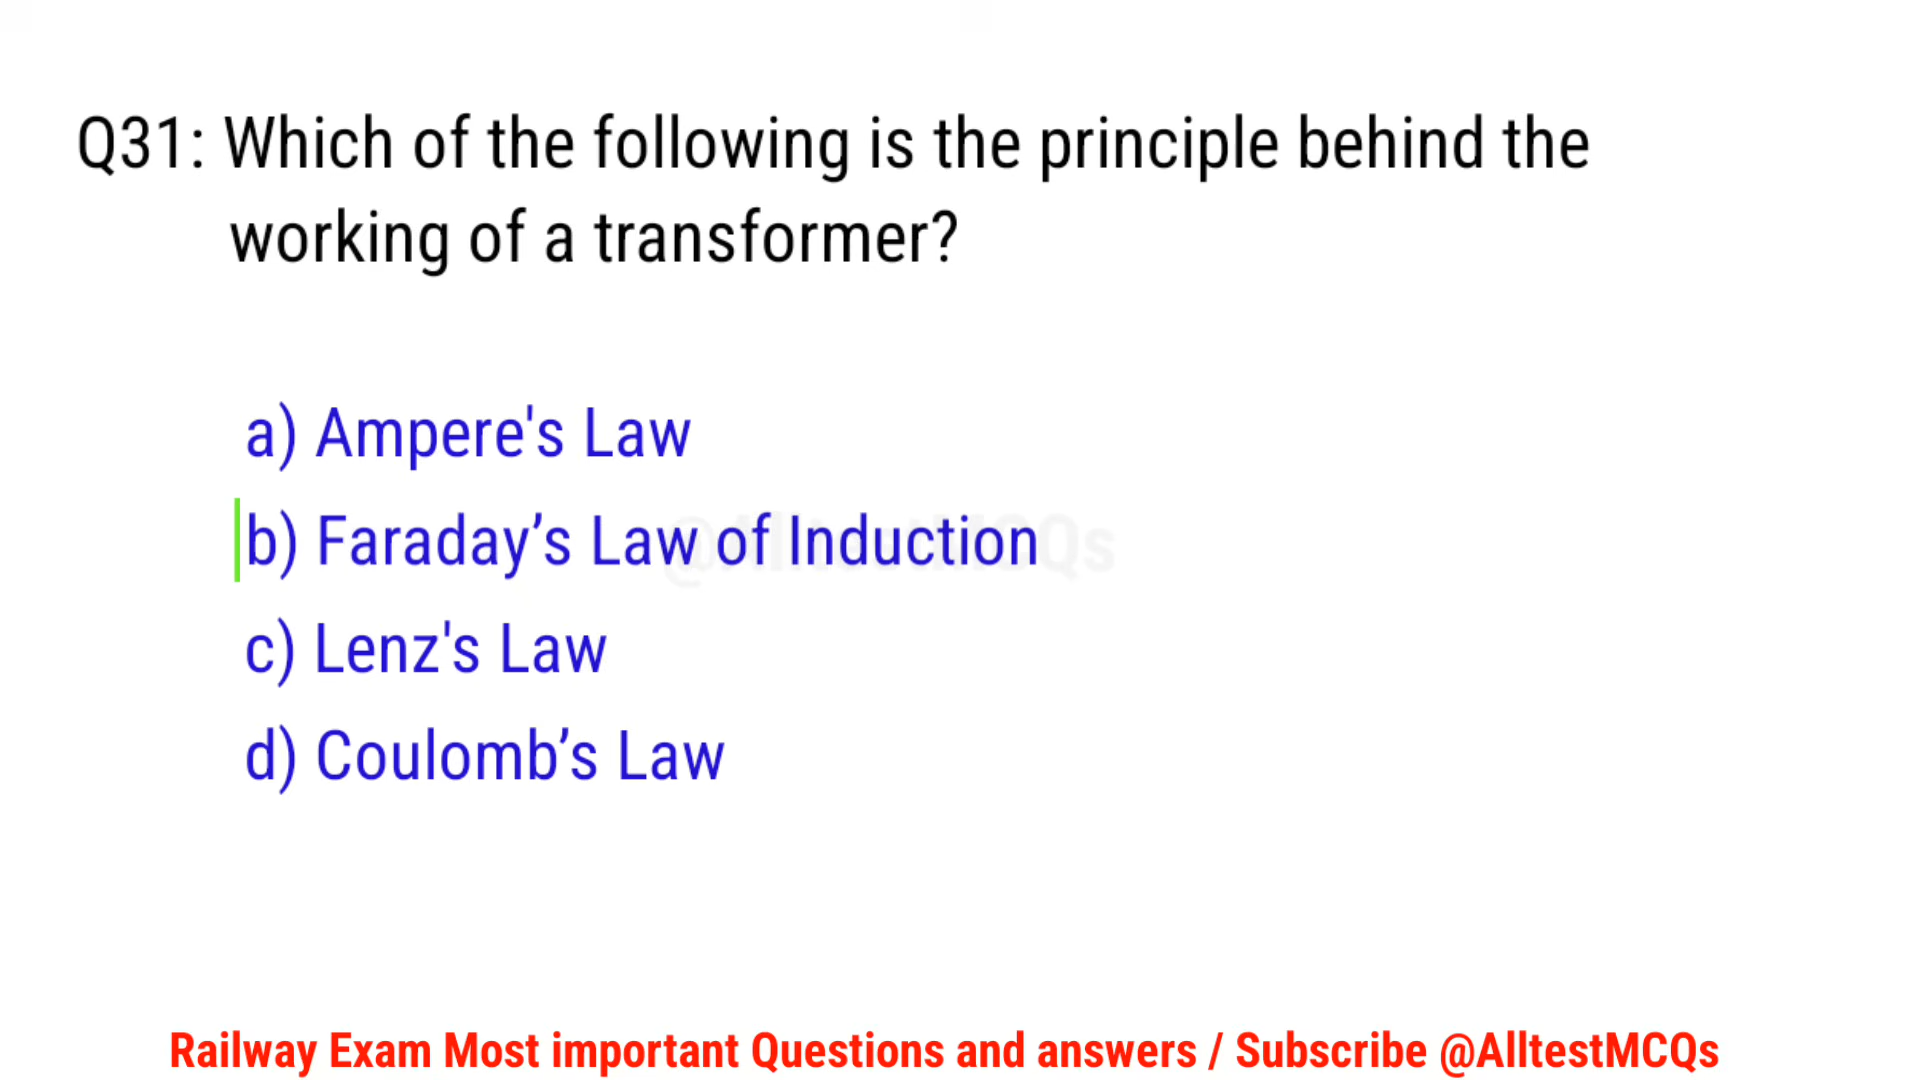 Q31: Which of the following is the principle behind the
working of a transformer?
a) Ampere's Law
b) Faraday’s Law of Induction
@AlltestMCQs
c) Lenz's Law
d) Coulomb’s Law
Railway Exam Most important Questions and answers / Subscribe @AlltestMCQs